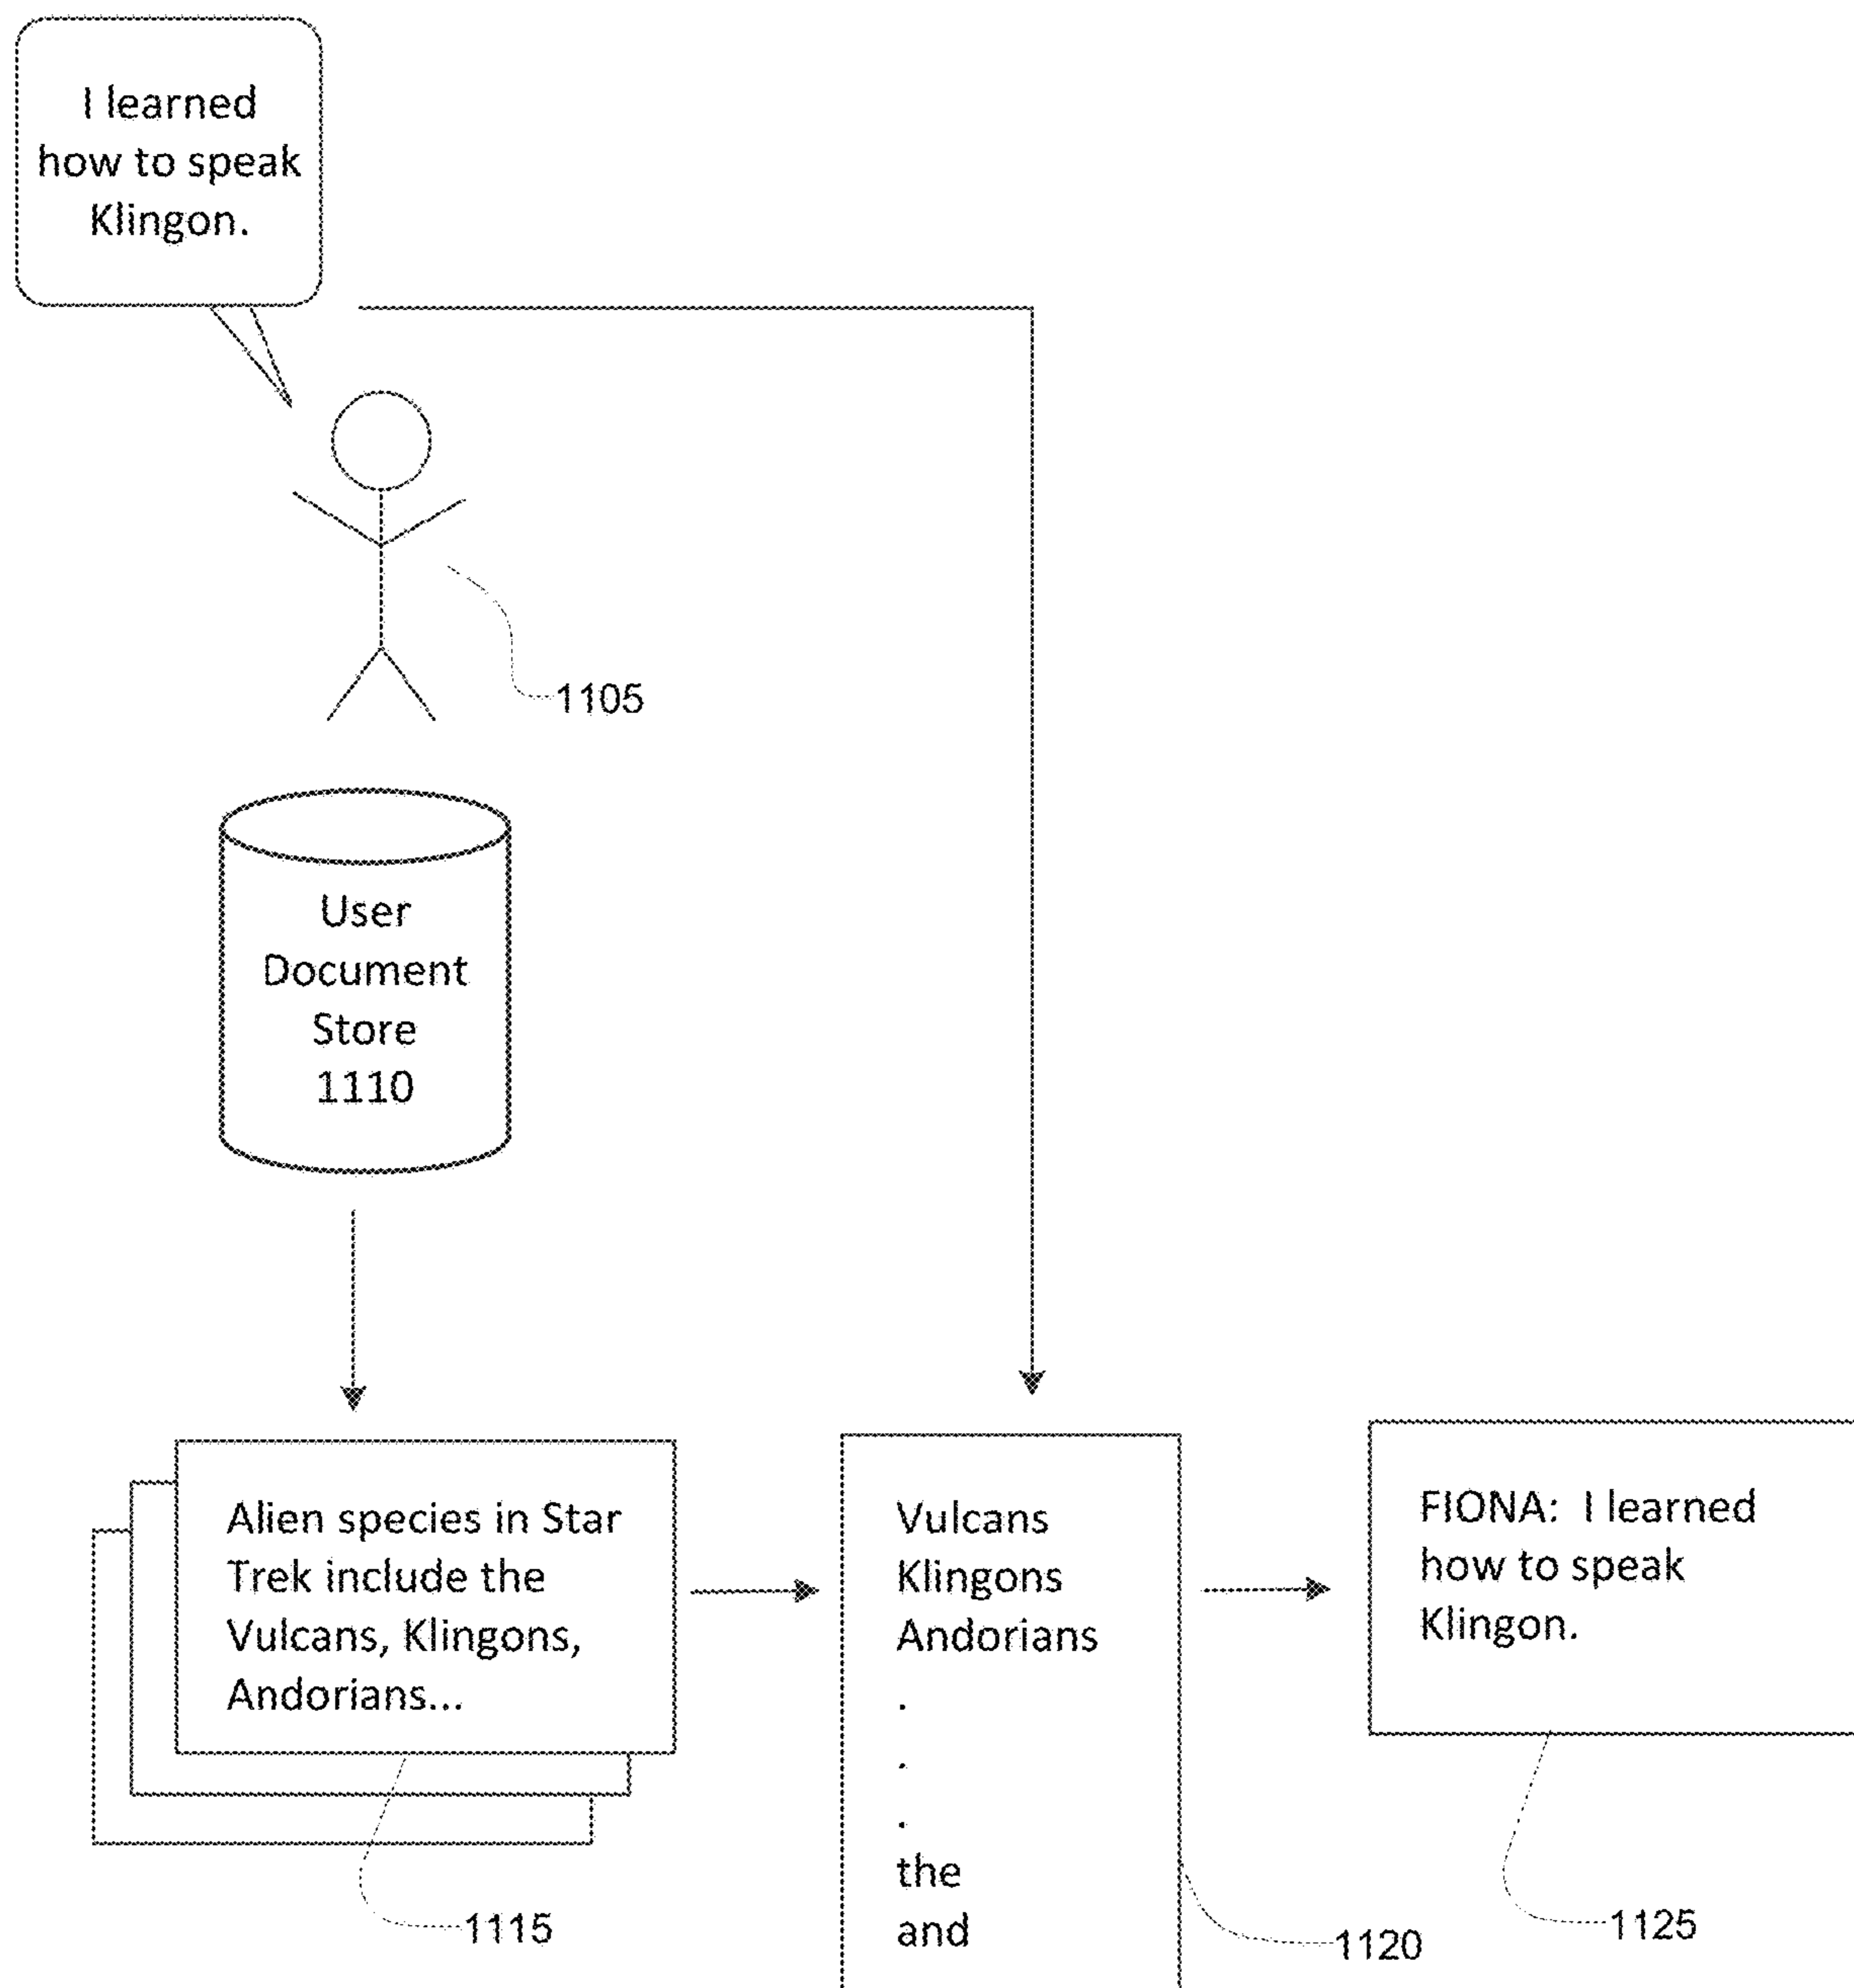 I learned
how to speak
Klingon.
1105
User
Document
Store
1110
Alien species in Star
Trek include the
Vulcans, Klingons,
Andorians...
1115
Vulcans
Klingons
Andorians
.
.
.
the
and
1120
FIONA:  I learned
how to speak
Klingon.
1125